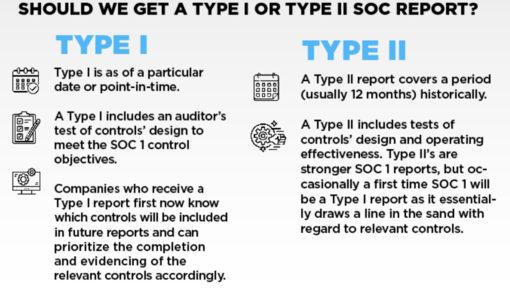 SHOULD WE GET A TYPE I OR TYPE II SOC REPORT?
TYPE I
Type I is as of a particular
date or point-in-time.
A Type I includes an auditor's
test of controls' design to
meet the SOC 1 control
objectives.
Companies who receive a
Type I report first now know
which controls will be included
in future reports and can
prioritize the completion
and evidencing of the
relevant controls accordingly.
TYPE II
A Type II report covers a period
(usually 12 months) historically.
A Type II includes tests of
controls' design and operating
effectiveness. Type II's are
stronger SOC 1 reports, but oc-
casionally a first time SOC 1 will
be a Type I report as it essential-
ly draws a line in the sand with
regard to relevant controls.